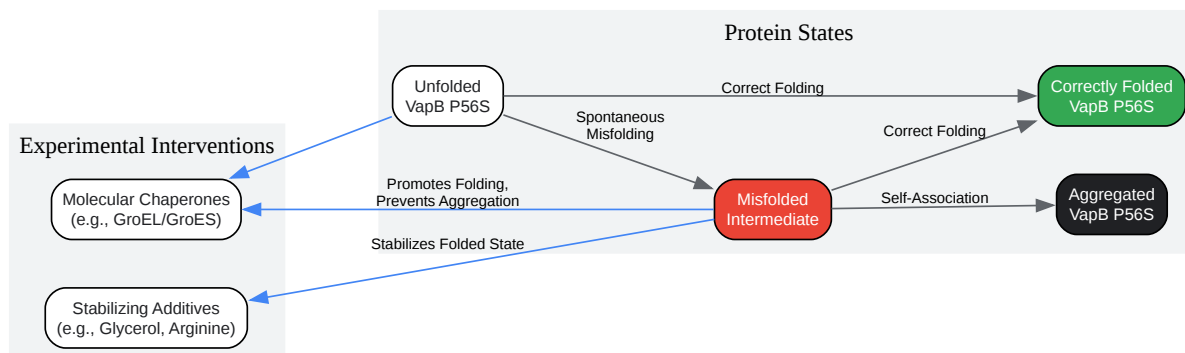 Protein States
Unfolded
VapB P56S
Correct Folding
Correctly Folded
VapB P56S
Spontaneous
Misfolding
Correct Folding
Experimental Interventions
Molecular Chaperones
(e.g., GroEL/GroES)
Promotes Folding,
Prevents Aggregation
Misfolded
Intermediate
Self-Association
Aggregated
VapB P56S
Stabilizes Folded State
Stabilizing Additives
(e.g., Glycerol, Arginine)